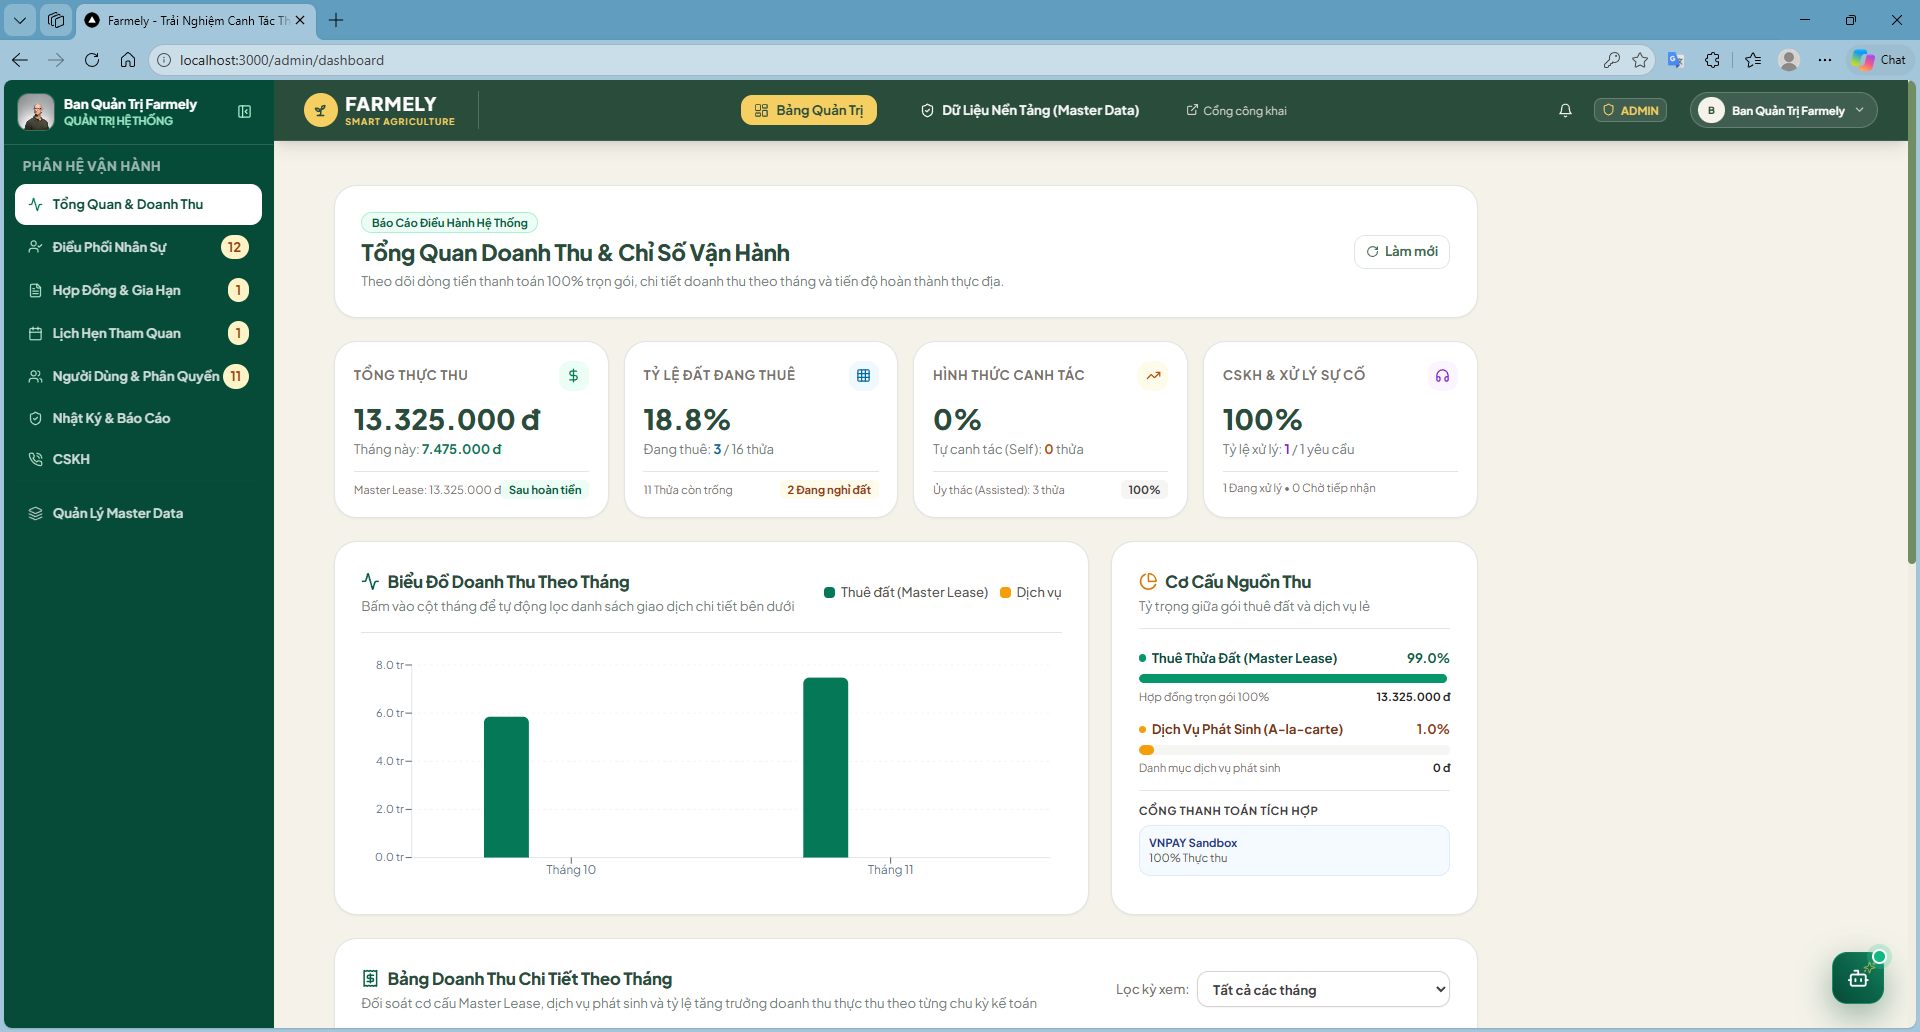 Farmely - Trải Nghiệm Canh Tác Th
localhost:3000/admin/dashboard
Chat
Ban Quản Trị Farmely
QUẢN TRỊ HỆ THỐNG
FARMELY
SMART AGRICULTURE
Bảng Quản Trị
Dữ Liệu Nền Tảng (Master Data)
Cổng công khai
ADMIN
B
Ban Quản Trị Farmely
PHÂN HỆ VẬN HÀNH
Tổng Quan & Doanh Thu
Điều Phối Nhân Sự 12
Hợp Đồng & Gia Hạn 1
Lịch Hẹn Tham Quan 1
Người Dùng & Phân Quyền 11
Nhật Ký & Báo Cáo
CSKH
Quản Lý Master Data
Báo Cáo Điều Hành Hệ Thống
Tổng Quan Doanh Thu & Chỉ Số Vận Hành
Theo dõi dòng tiền thanh toán 100% trọn gói, chi tiết doanh thu theo tháng và tiến độ hoàn thành thực địa.
Làm mới
TỔNG THỰC THU
13.325.000 đ
Tháng này: 7.475.000 đ
Master Lease: 13.325.000 đ Sau hoàn tiền
TỶ LỆ ĐẤT ĐANG THUÊ
18.8%
Đang thuê: 3 / 16 thửa
11 Thửa còn trống 2 Đang nghỉ đất
HÌNH THỨC CANH TÁC
0%
Tự canh tác (Self): 0 thửa
Ủy thác (Assisted): 3 thửa 100%
CSKH & XỬ LÝ SỰ CỐ
100%
Tỷ lệ xử lý: 1 / 1 yêu cầu
1 Đang xử lý • 0 Chờ tiếp nhận
Biểu Đồ Doanh Thu Theo Tháng
Bấm vào cột tháng để tự động lọc danh sách giao dịch chi tiết bên dưới
Thuê đất (Master Lease) Dịch vụ
8.0 tr
6.0 tr
4.0 tr
2.0 tr
0.0 tr
Tháng 10 Tháng 11
Cơ Cấu Nguồn Thu
Tỷ trọng giữa gói thuê đất và dịch vụ lẻ
Thuê Thửa Đất (Master Lease) 99.0%
Hợp đồng trọn gói 100% 13.325.000 đ
Dịch Vụ Phát Sinh (A-la-carte) 1.0%
Danh mục dịch vụ phát sinh 0 đ
CỔNG THANH TOÁN TÍCH HỢP
VNPAY Sandbox
100% Thực thu
Bảng Doanh Thu Chi Tiết Theo Tháng
Đối soát cơ cấu Master Lease, dịch vụ phát sinh và tỷ lệ tăng trưởng doanh thu thực thu theo từng chu kỳ kế toán
Lọc kỳ xem: Tất cả các tháng